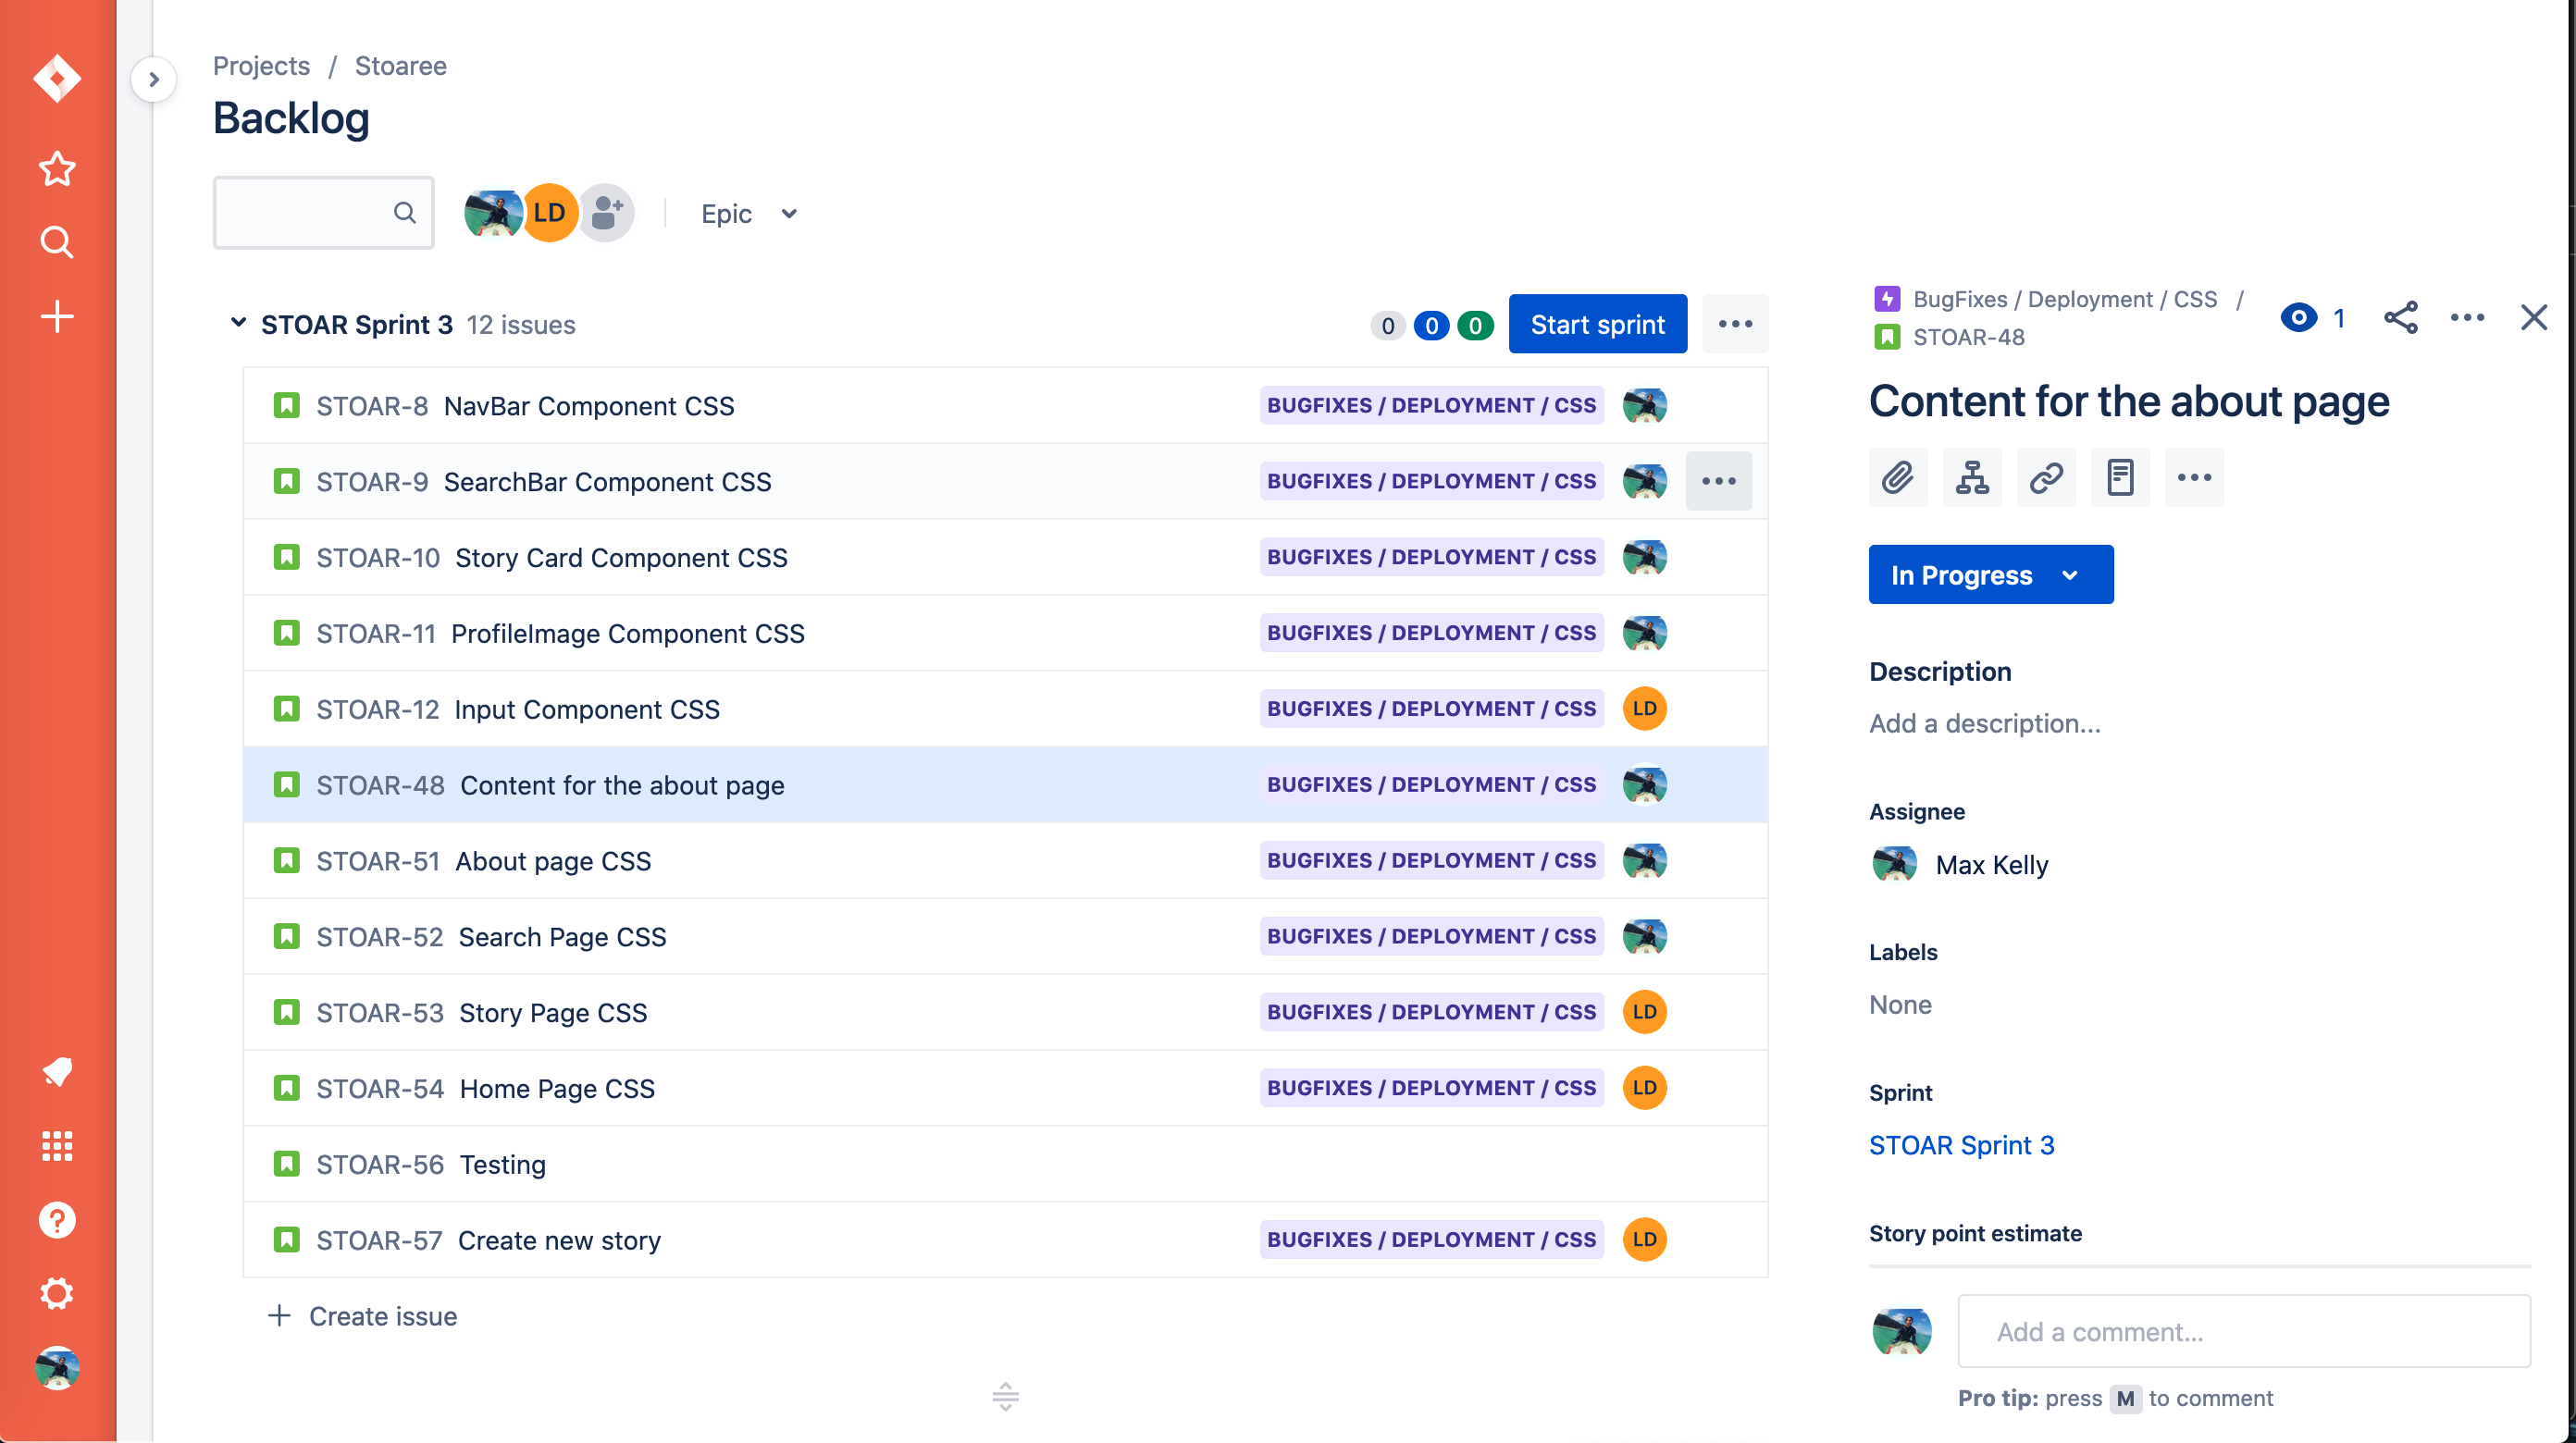 Projects / Stoaree
Backlog
LD
Epic
STOAR Sprint 3 12 issues
0 0 0 Start sprint
STOAR-8 NavBar Component CSS BUGFIXES / DEPLOYMENT / CSS
STOAR-9 SearchBar Component CSS BUGFIXES / DEPLOYMENT / CSS
STOAR-10 Story Card Component CSS BUGFIXES / DEPLOYMENT / CSS
STOAR-11 ProfileImage Component CSS BUGFIXES / DEPLOYMENT / CSS
STOAR-12 Input Component CSS BUGFIXES / DEPLOYMENT / CSS LD
STOAR-48 Content for the about page BUGFIXES / DEPLOYMENT / CSS
STOAR-51 About page CSS BUGFIXES / DEPLOYMENT / CSS
STOAR-52 Search Page CSS BUGFIXES / DEPLOYMENT / CSS
STOAR-53 Story Page CSS BUGFIXES / DEPLOYMENT / CSS LD
STOAR-54 Home Page CSS BUGFIXES / DEPLOYMENT / CSS LD
STOAR-56 Testing
STOAR-57 Create new story BUGFIXES / DEPLOYMENT / CSS LD
Create issue
BugFixes / Deployment / CSS /
STOAR-48
1
Content for the about page
In Progress
Description
Add a description...
Assignee
Max Kelly
Labels
None
Sprint
STOAR Sprint 3
Story point estimate
Add a comment...
Pro tip: press M to comment